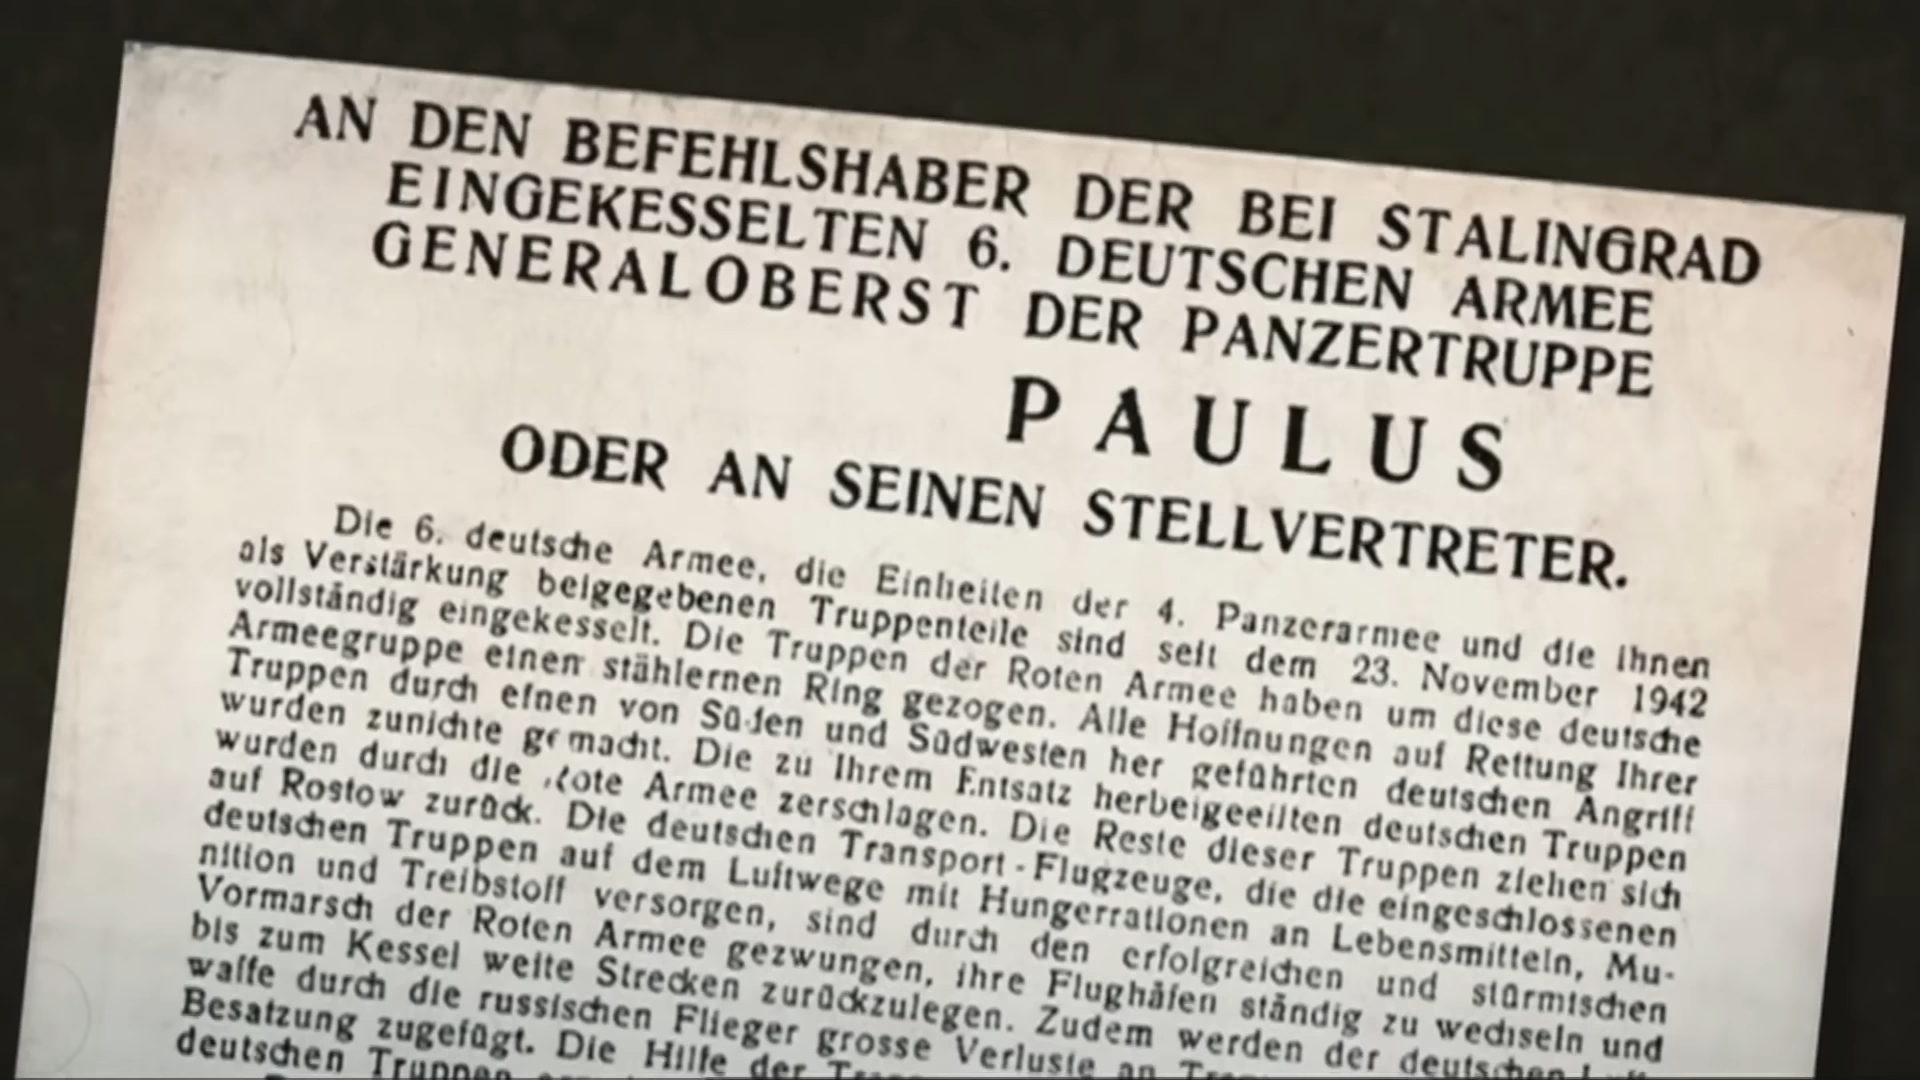 AN DEN BEFEHLSHABER DER BEI STALINGRAD
EINGEKESSELTEN 6. DEUTSCHEN ARMEE
GENERALOBERST DER PANZERTRUPPE
PAULUS
ODER AN SEINEN STELLVERTRETER.
Die 6. deutsche Armee, die Einheiten der 4. Panzerarmee und die ihnen
als Verstärkung beigegebenen Truppenteile sind seit dem 23. November 1942
vollständig eingekesselt. Die Truppen der Roten Armee haben um diese deutsche
Armeegruppe einen stählernen Ring gezogen. Alle Hoffnungen auf Rettung Ihrer
Truppen durch einen von Süden und Südwesten her geführten deutschen Angriff
wurden zunichte gemacht. Die zu Ihrem Entsatz herbeigeeilten deutschen Truppen
wurden durch die Rote Armee zerschlagen. Die Reste dieser Truppen ziehen sich
auf Rostow zurück. Die deutschen Transport-Flugzeuge, die die eingeschlossenen
deutschen Truppen auf dem Luftwege mit Hungerrationen an Lebensmitteln, Mu-
nition und Treibstoff versorgen, sind durch den erfolgreichen und stürmischen
Vormarsch der Roten Armee gezwungen, ihre Flughäfen ständig zu wechseln und
bis zum Kessel weite Strecken zurückzulegen. Zudem werden der deutschen
waffe durch die russischen Flieger grosse Verluste an
Besatzung zugefügt. Die Hilfe der
deutschen Truppen